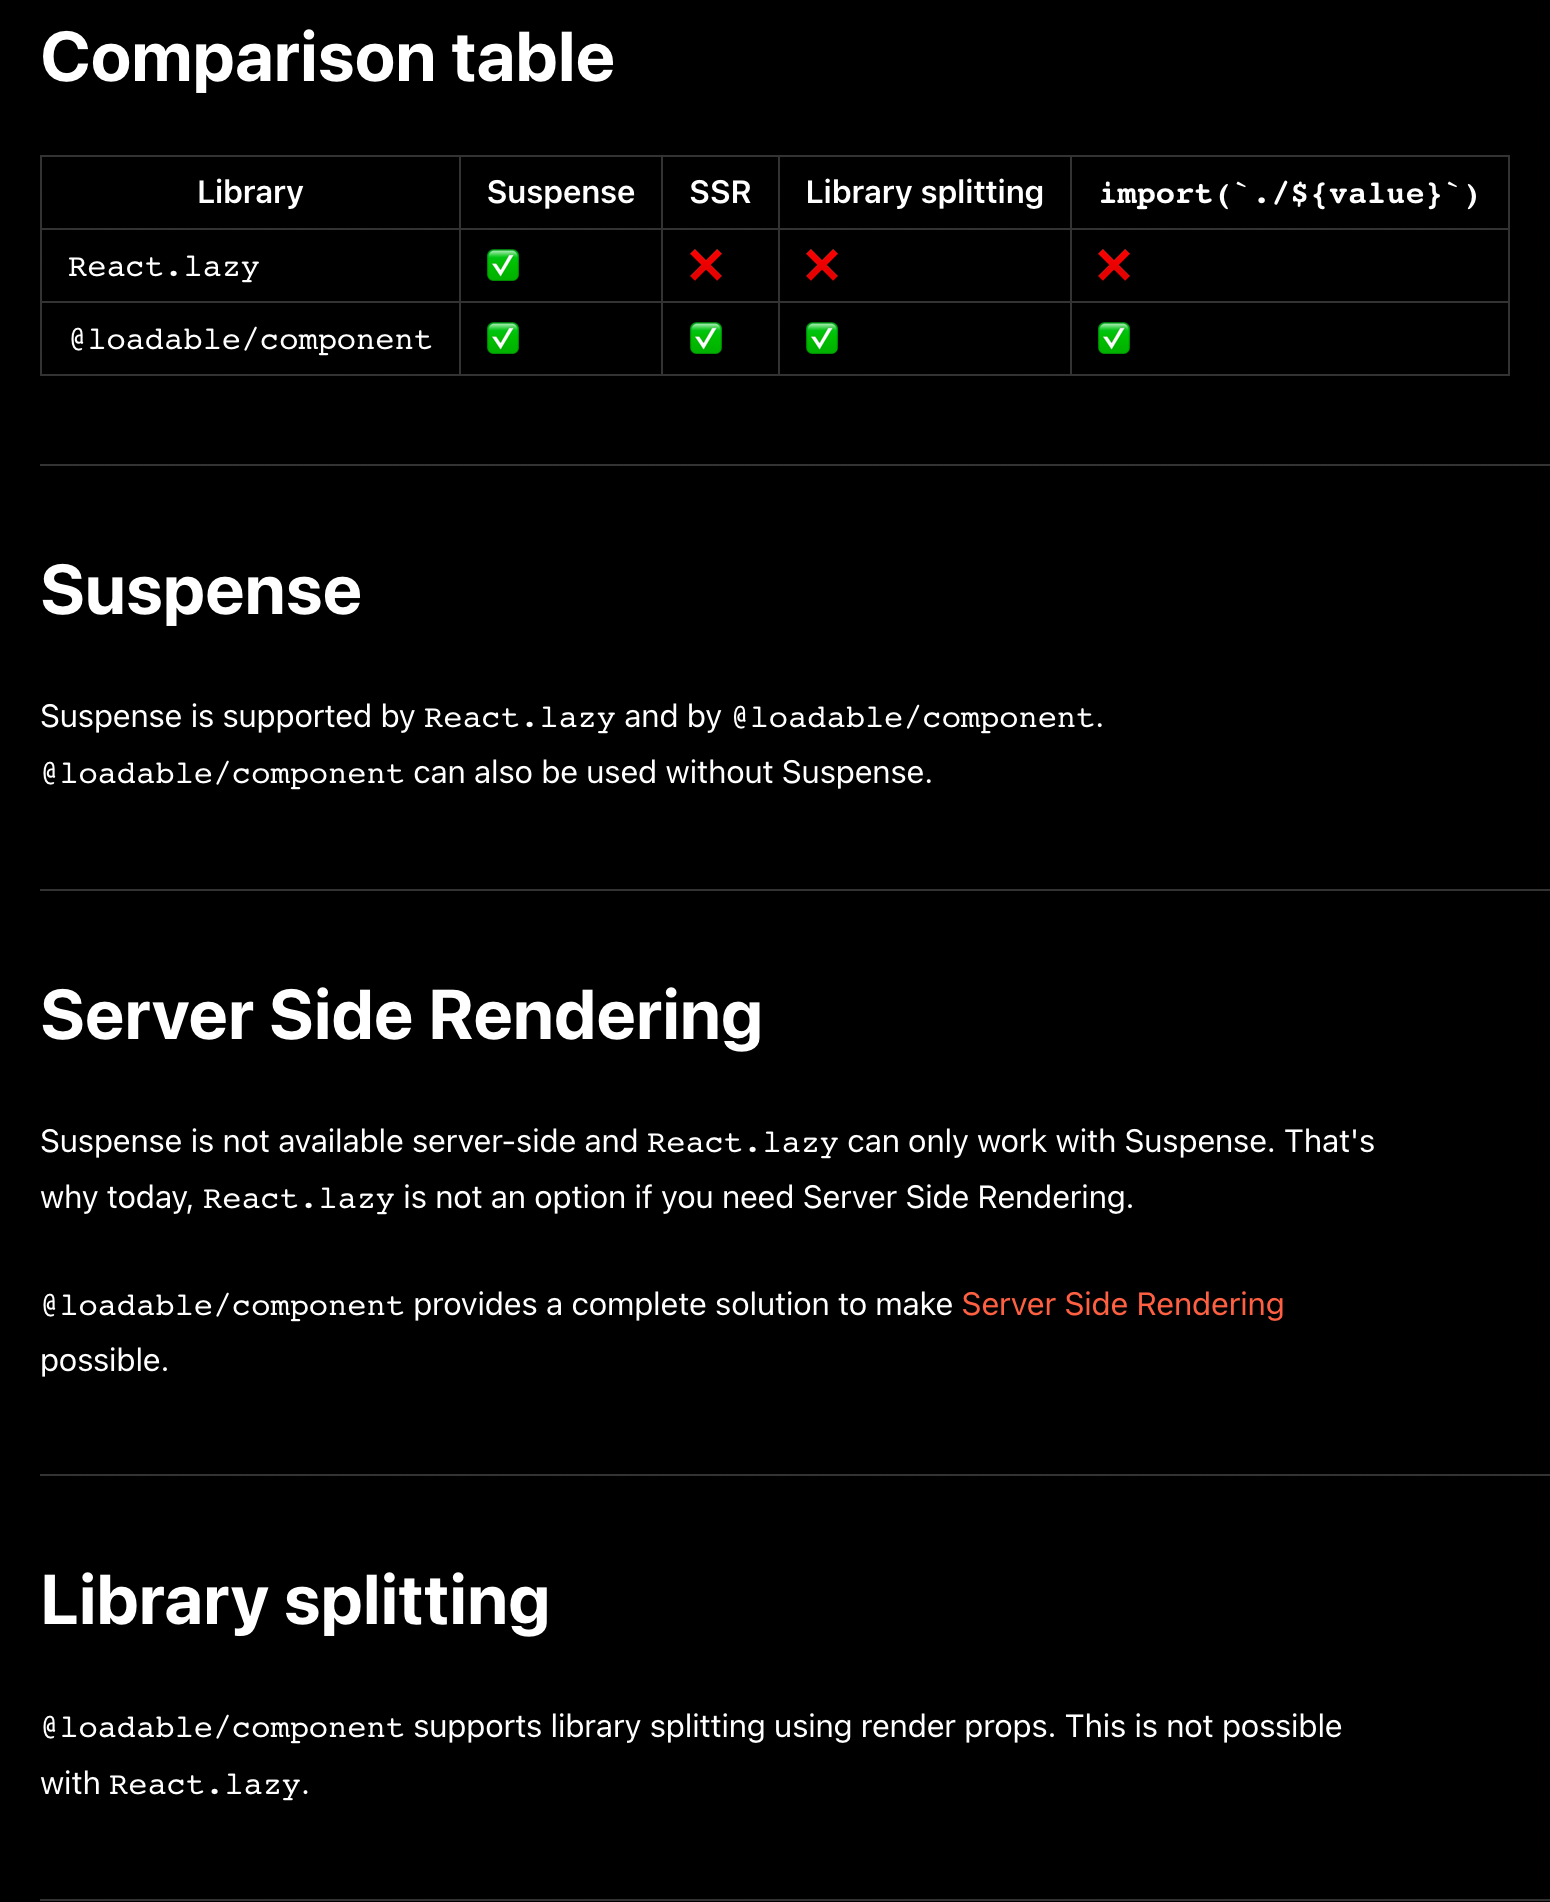 Comparison table
Library Suspense SSR Library splitting import(`./${value}`)
React.lazy ✅ ❌ ❌ ❌
@loadable/component ✅ ✅ ✅ ✅
Suspense
Suspense is supported by React.lazy and by @loadable/component.
@loadable/component can also be used without Suspense.
Server Side Rendering
Suspense is not available server-side and React.lazy can only work with Suspense. That's
why today, React.lazy is not an option if you need Server Side Rendering.
@loadable/component provides a complete solution to make Server Side Rendering
possible.
Library splitting
@loadable/component supports library splitting using render props. This is not possible
with React.lazy.